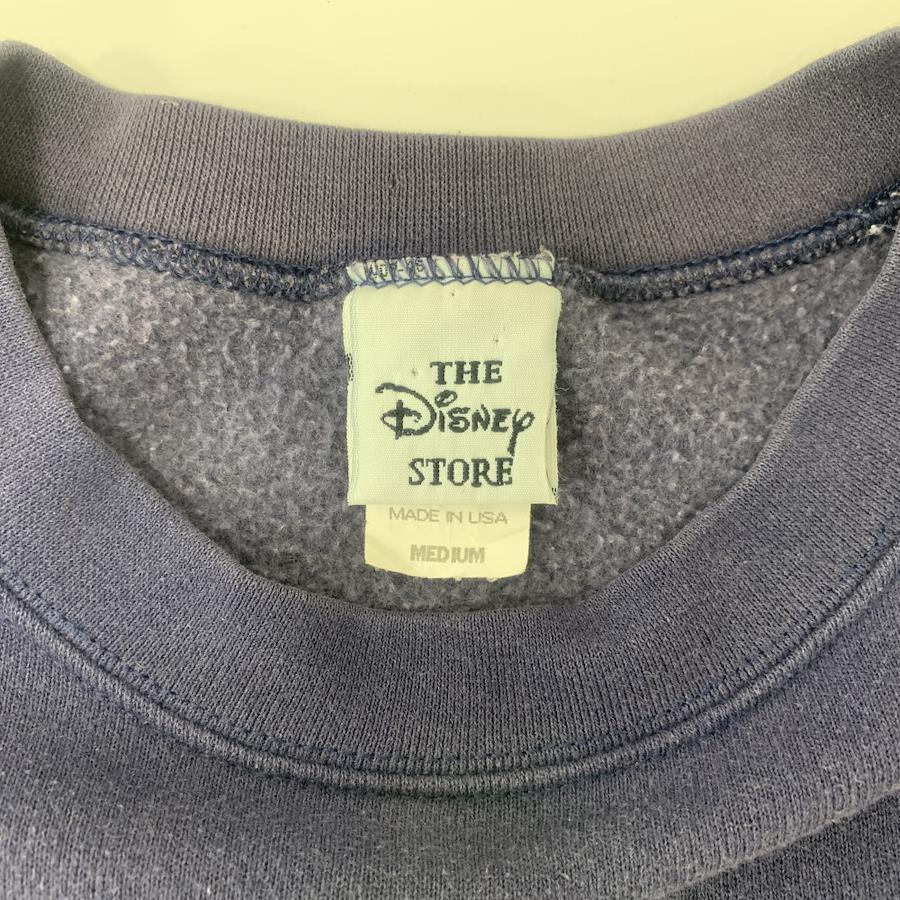 THE
Disney
STORE
MADE IN USA
MEDIUM